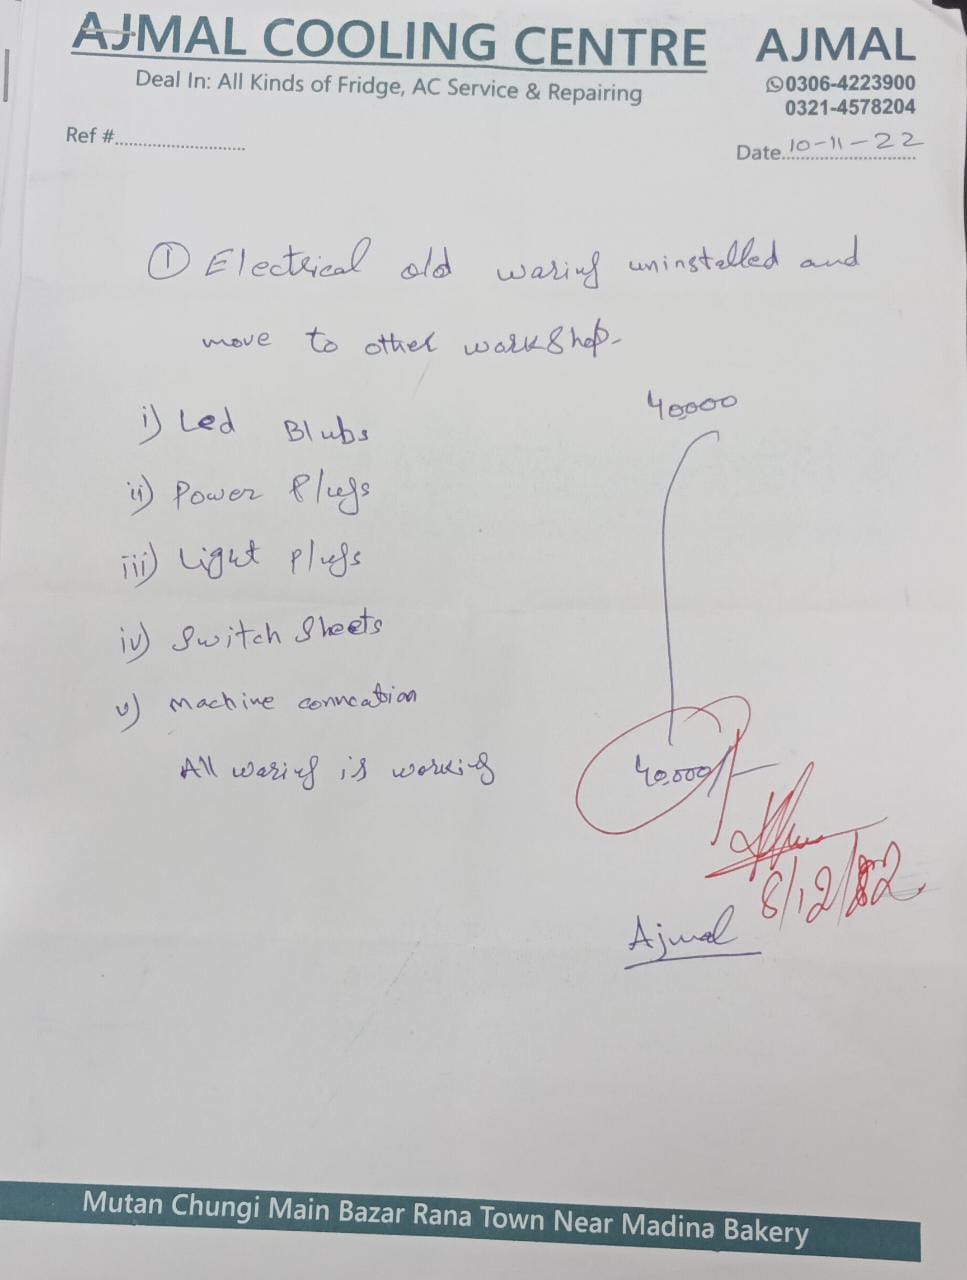 AJMAL COOLING CENTRE
Deal In: All Kinds of Fridge, AC Service & Repairing
AJMAL
0306-4223900
0321-4578204
Ref #
Date 10-11-22
① Electrical old waring uninstalled and
move to other workshop.
40000
i) Led Blubs
ii) Power Plugs
iii) Light Plugs
iv) Switch Sheets
v) Machine conncation
All waring is working
40,000/-
8/12/22
Ajmal
Mutan Chungi Main Bazar Rana Town Near Madina Bakery